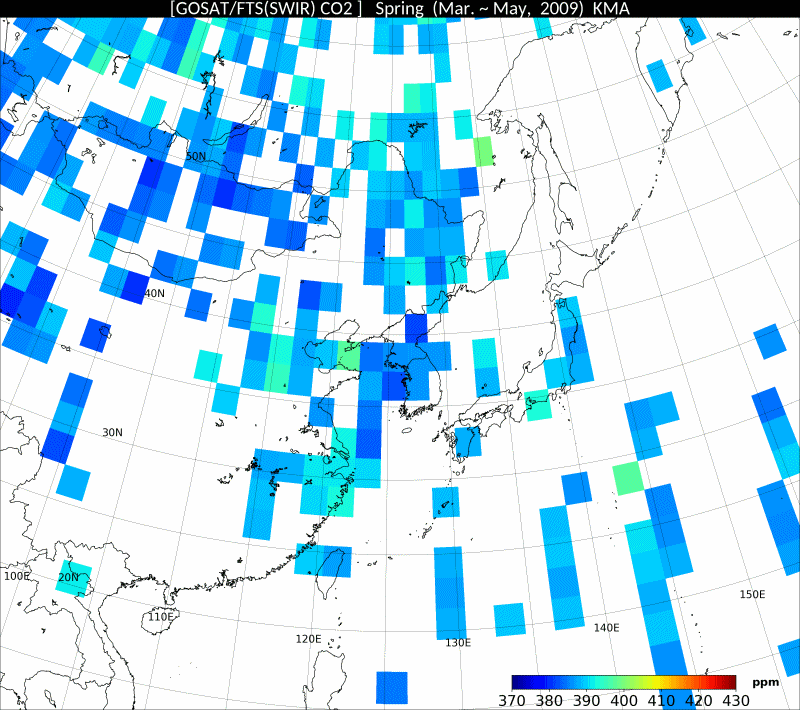 [GOSAT/FTS(SWIR) CO2 ] Spring (Mar. ~ May, 2009) KMA
50N
40N
30N
100E
20N
110E
120E
130E
140E
150E
ppm
370 380 390 400 410 420 430